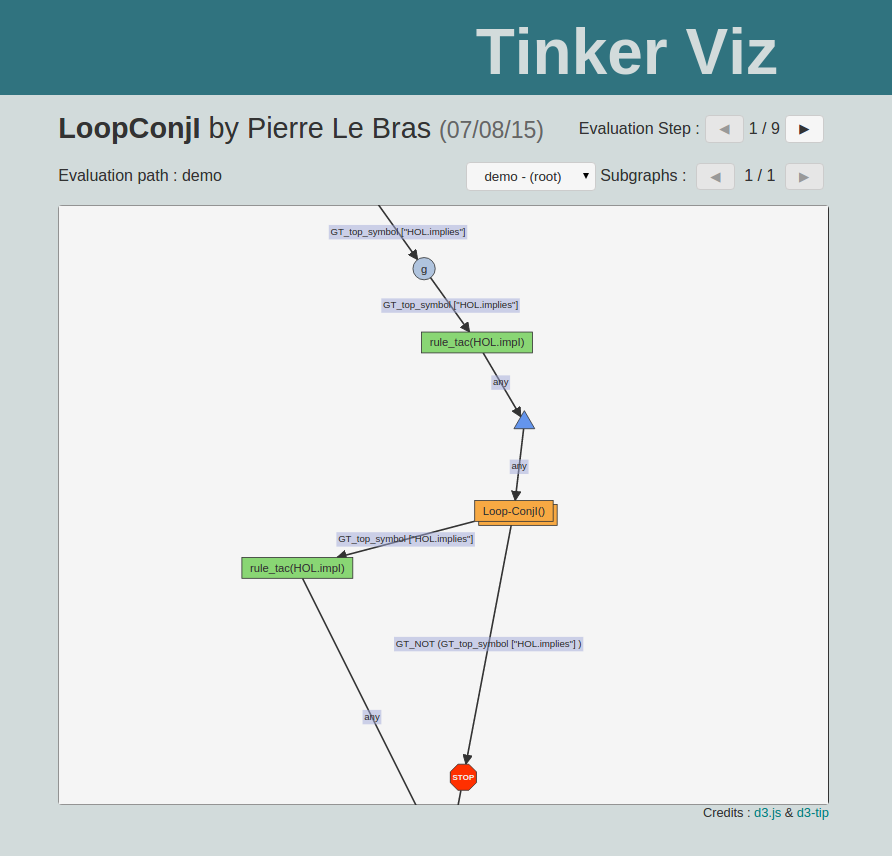 Tinker Viz
LoopConjI by Pierre Le Bras (07/08/15)
Evaluation Step : ◀ 1 / 9 ▶
Evaluation path : demo
demo - (root) ▼ Subgraphs : ◀ 1 / 1 ▶
GT_top_symbol ["HOL.implies"]
g
GT_top_symbol ["HOL.implies"]
rule_tac(HOL.impI)
any
any
Loop-ConjI()
GT_top_symbol ["HOL.implies"]
rule_tac(HOL.impI)
GT_NOT (GT_top_symbol ["HOL.implies"] )
any
STOP
Credits : d3.js & d3-tip